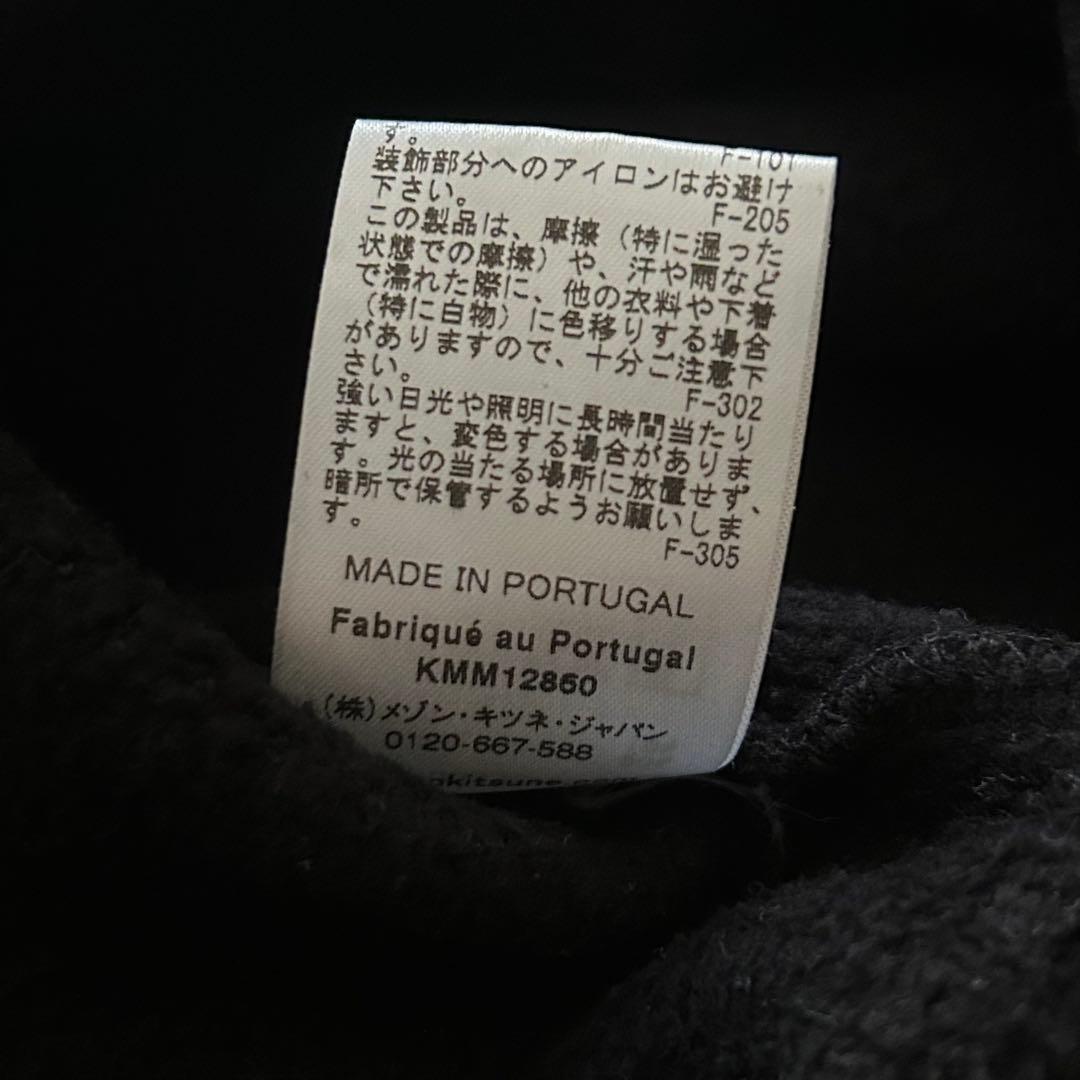 す。
F-101
装飾部分へのアイロンはお避け
下さい。
F-205
この製品は、摩擦（特に湿った
状態での摩擦）や、汗や雨など
で濡れた際に、他の衣料や下着
（特に白物）に色移りする場合
がありますので、十分ご注意下
さい。
F-302
強い日光や照明に長時間当たり
ますと、変色する場合がありま
す。光の当たる場所に放置せず、
暗所で保管するようお願いしま
す。
F-305
MADE IN PORTUGAL
Fabriqué au Portugal
KMM12860
(株)メゾン・キツネ・ジャパン
0120-667-588